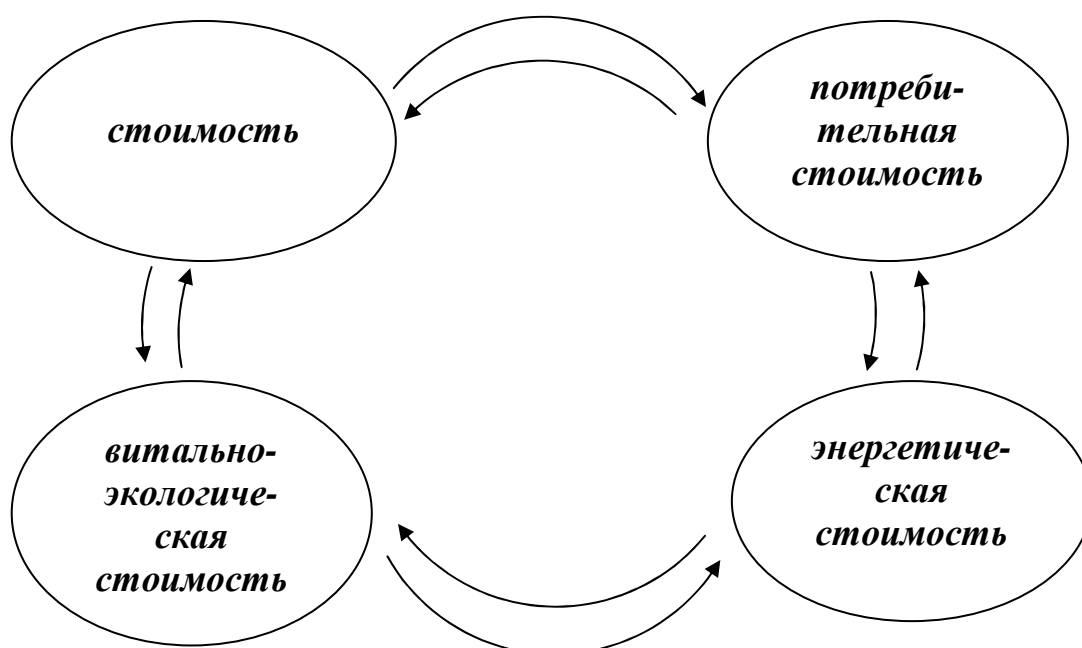 стоимость
потреби-
тельная
стоимость
витально-
экологиче-
ская
стоимость
энергетиче-
ская
стоимость